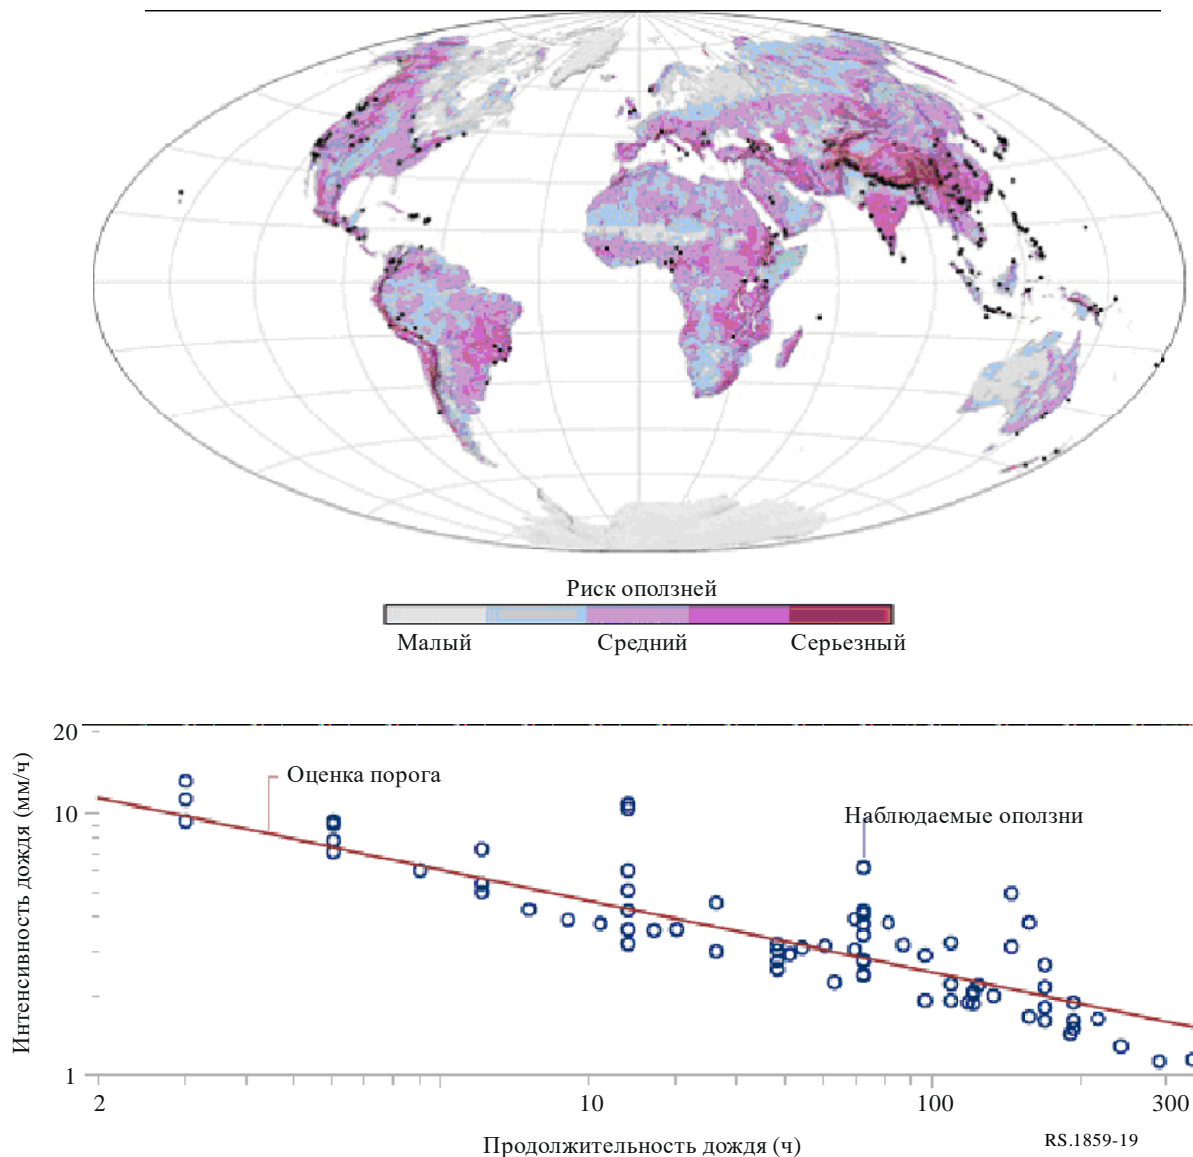 Риск оползней
Малый Средний Серьезный
20
Интенсивность дождя (мм/ч)
Оценка порога
Наблюдаемые оползни
10
1
2 10 100 300
Продолжительность дождя (ч)
RS.1859-19